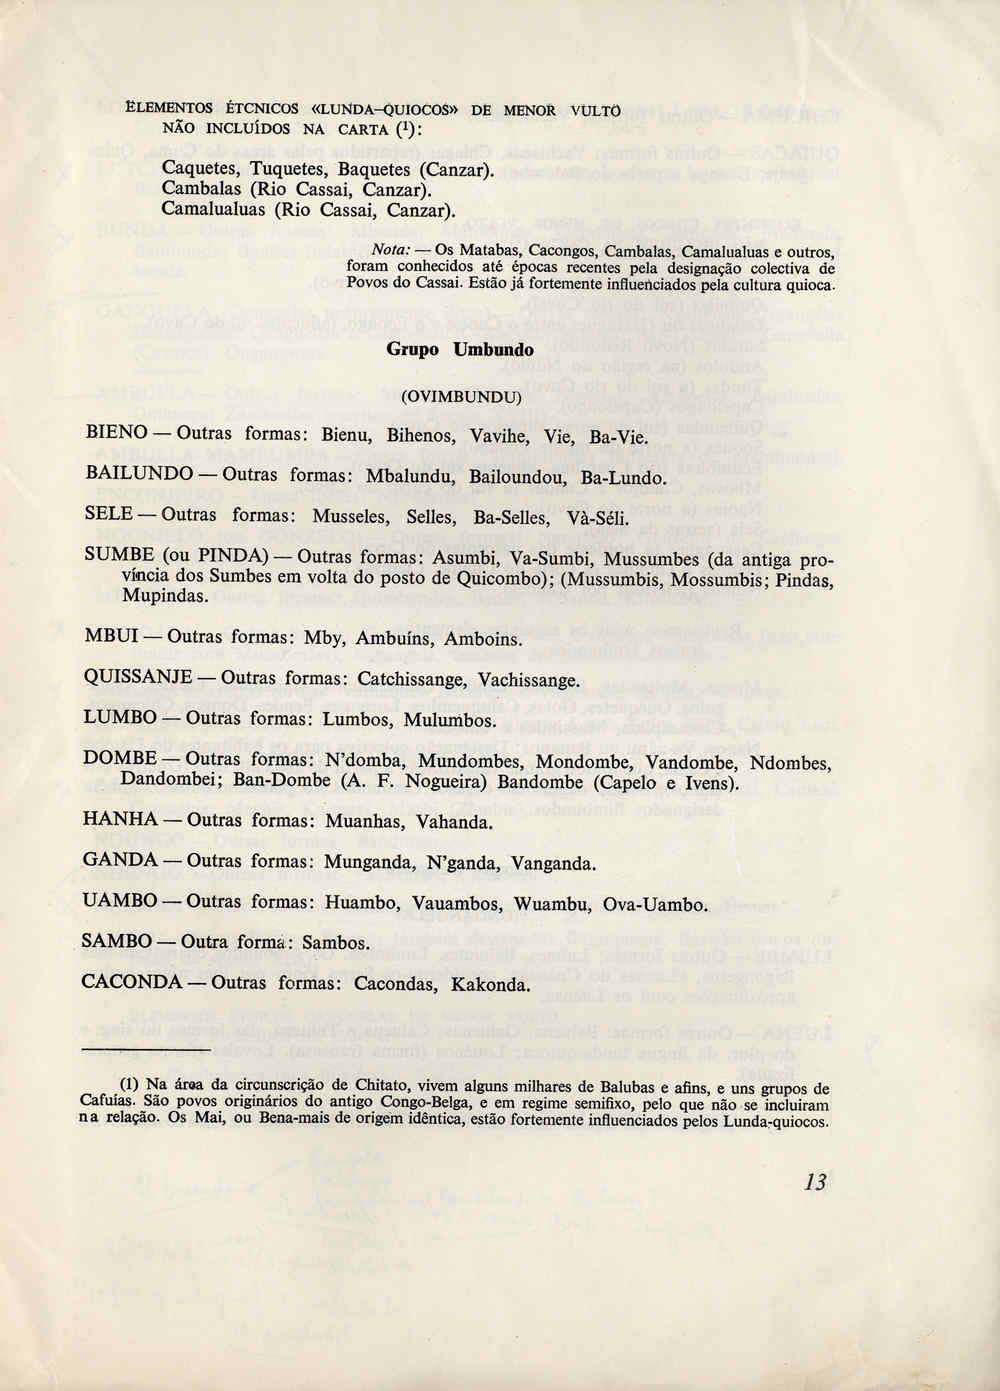 ELEMENTOS ÉTCNICOS «LUNDA-QUIOCOS» DE MENOR VULTO
NÃO INCLUÍDOS NA CARTA (¹):
Caquetes, Tuquetes, Baquetes (Canzar).
Cambalas (Rio Cassai, Canzar).
Camalualuas (Rio Cassai, Canzar).
Nota: — Os Matabas, Cacongos, Cambalas, Camalualuas e outros,
foram conhecidos até épocas recentes pela designação colectiva de
Povos do Cassai. Estão já fortemente influenciados pela cultura quioca.
Grupo Umbundo
(OVIMBUNDU)
BIENO — Outras formas: Bienu, Bihenos, Vavihe, Vie, Ba-Vie.
BAILUNDO — Outras formas: Mbalundu, Bailoundou, Ba-Lundo.
SELE — Outras formas: Musseles, Selles, Ba-Selles, Và-Séli.
SUMBE (ou PINDA) — Outras formas: Asumbi, Va-Sumbi, Mussumbes (da antiga pro-
víncia dos Sumbes em volta do posto de Quicombo); (Mussumbis, Mossumbis; Pindas,
Mupindas.
MBUI — Outras formas: Mby, Ambuíns, Amboins.
QUISSANJE — Outras formas: Catchissange, Vachissange.
LUMBO — Outras formas: Lumbos, Mulumbos.
DOMBE — Outras formas: N'domba, Mundombes, Mondombe, Vandombe, Ndombes,
Dandombei; Ban-Dombe (A. F. Nogueira) Bandombe (Capelo e Ivens).
HANHA — Outras formas: Muanhas, Vahanda.
GANDA — Outras formas: Munganda, N'ganda, Vanganda.
UAMBO — Outras formas: Huambo, Vauambos, Wuambu, Ova-Uambo.
SAMBO — Outra forma: Sambos.
CACONDA — Outras formas: Cacondas, Kakonda.
(1) Na área da circunscrição de Chitato, vivem alguns milhares de Balubas e afins, e uns grupos de
Cafuías. São povos originários do antigo Congo-Belga, e em regime semifixo, pelo que não se incluiram
na relação. Os Mai, ou Bena-mais de origem idêntica, estão fortemente influenciados pelos Lunda-quiocos.
13